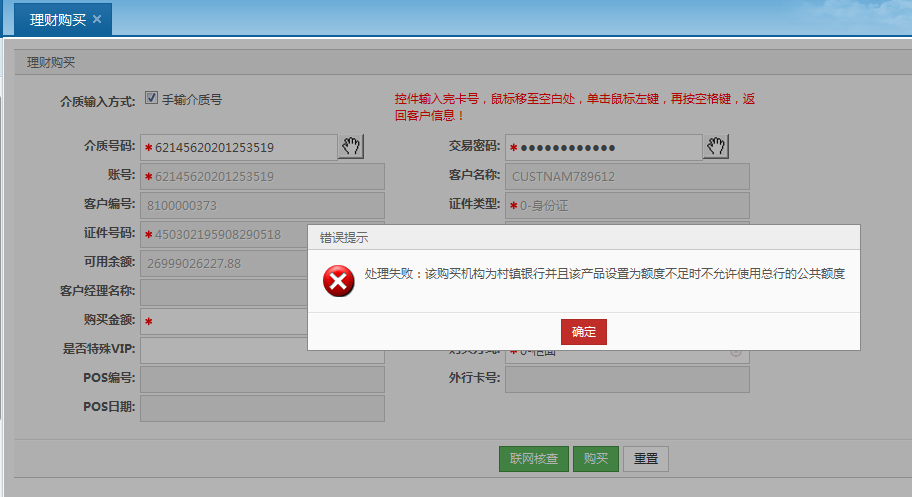 理财购买 ×
理财购买
介质输入方式: 手输介质号
控件输入完卡号，鼠标移至空白处，单击鼠标左键，再按空格键，返
回客户信息！
介质号码: *62145620201253519 交易密码: *●●●●●●●●●●●●
账号: *62145620201253519 客户名称: CUSTNAM789612
客户编号: 8100000373 证件类型: *0-身份证
证件号码: *450302195908290518
错误提示
可用余额: 26999026227.88
处理失败：该购买机构为村镇银行并且该产品设置为额度不足时不允许使用总行的公共额度
客户经理名称:
购买金额: *
确定
是否特殊VIP:
POS编号: 外行卡号:
POS日期:
联网核查 购买 重置